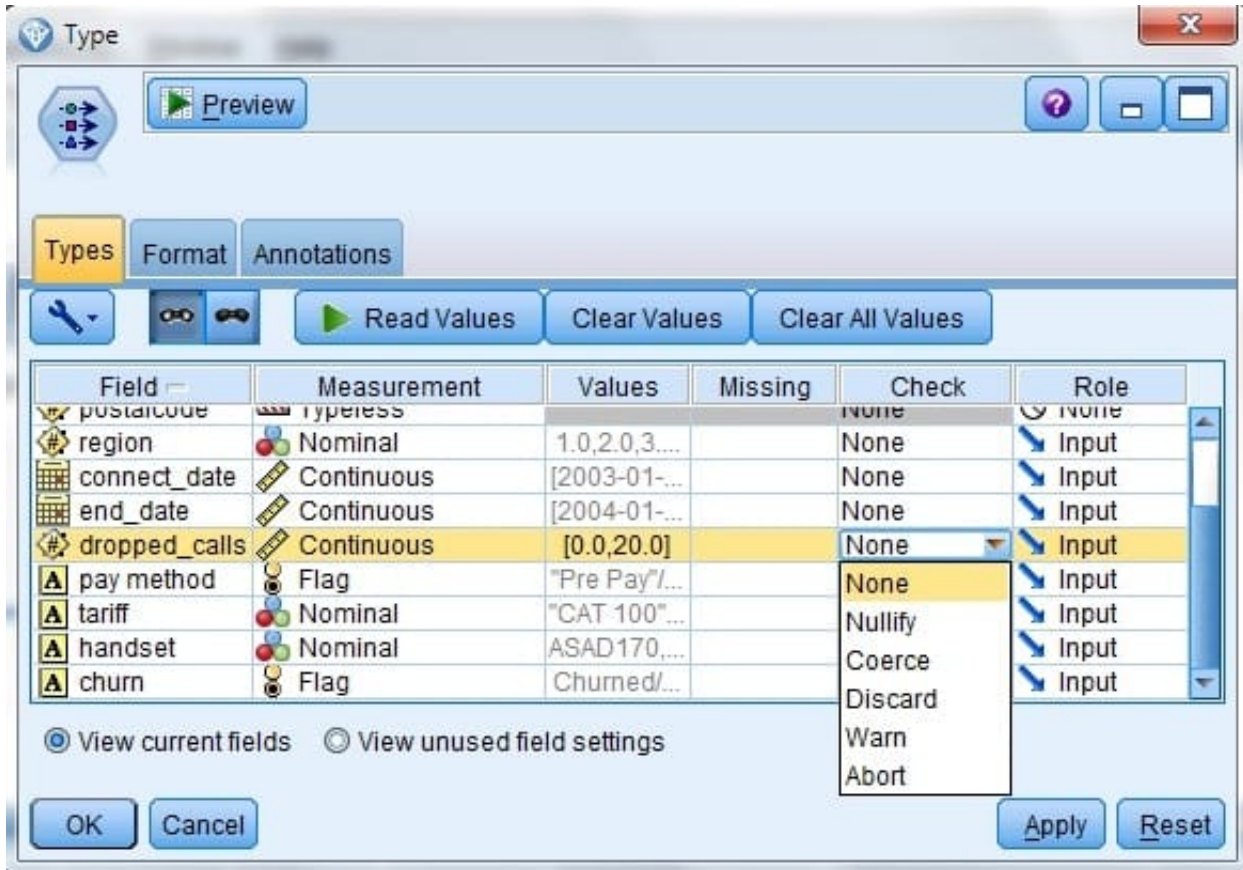 Type
Preview
Types Format Annotations
Read Values Clear Values Clear All Values
Field Measurement Values Missing Check Role
postalcode Typeless None None
region Nominal 1.0,2.0,3.... None Input
connect_date Continuous [2003-01-... None Input
end_date Continuous [2004-01-... None Input
dropped_calls Continuous [0.0,20.0] None Input
pay method Flag "Pre Pay"/... None Input
tariff Nominal "CAT 100"... Nullify Input
handset Nominal ASAD170,... Coerce Input
churn Flag Churned/... Discard Input
View current fields View unused field settings Warn
Abort
OK Cancel Apply Reset